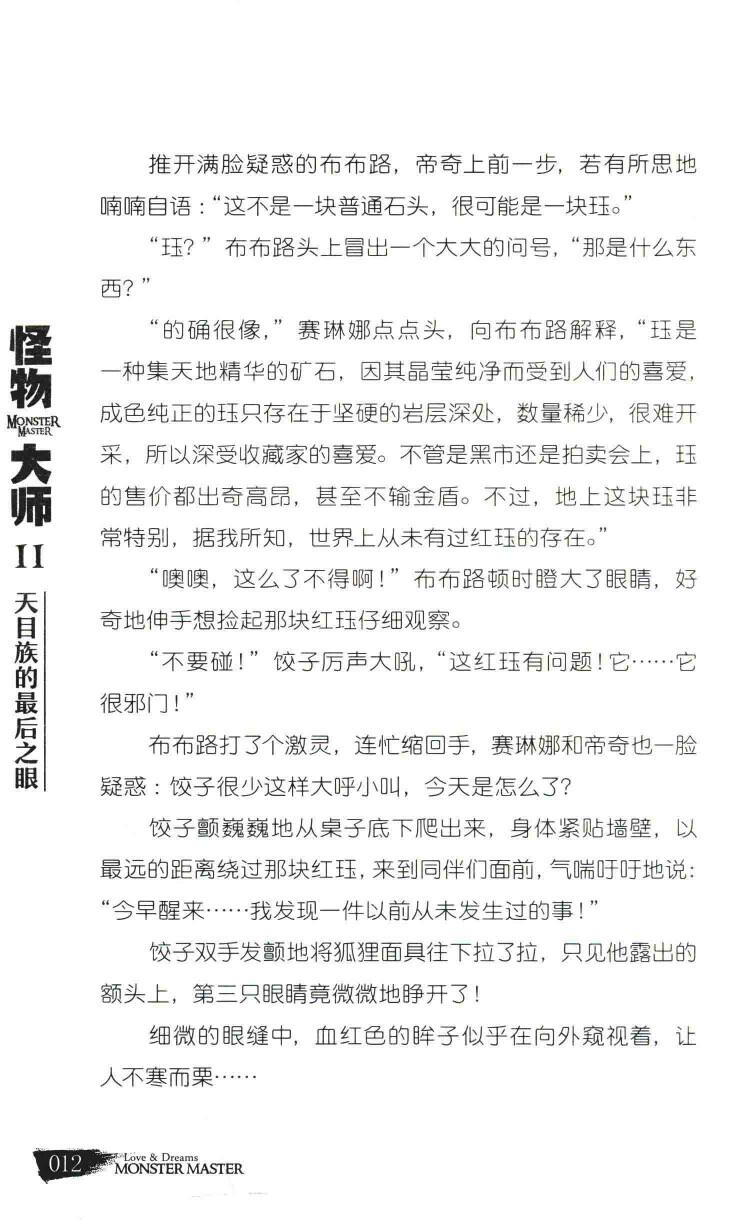 推开满脸疑惑的布布路，帝奇上前一步，若有所思地
喃喃自语：“这不是一块普通石头，很可能是一块珏。”
“珏？”布布路头上冒出一个大大的问号，“那是什么东
西？”
“的确很像，”赛琳娜点点头，向布布路解释，“珏是
一种集天地精华的矿石，因其晶莹纯净而受到人们的喜爱，
成色纯正的珏只存在于坚硬的岩层深处，数量稀少，很难开
采，所以深受收藏家的喜爱。不管是黑市还是拍卖会上，珏
的售价都出奇高昂，甚至不输金盾。不过，地上这块珏非
常特别，据我所知，世界上从未有过红珏的存在。”
“噢噢，这么了不得啊！”布布路顿时瞪大了眼睛，好
奇地伸手想捡起那块红珏仔细观察。
“不要碰！”饺子厉声大吼，“这红珏有问题！它……它
很邪门！”
布布路打了个激灵，连忙缩回手，赛琳娜和帝奇也一脸
疑惑：饺子很少这样大呼小叫，今天是怎么了？
饺子颤巍巍地从桌子底下爬出来，身体紧贴墙壁，以
最远的距离绕过那块红珏，来到同伴们面前，气喘吁吁地说：
“今早醒来……我发现一件以前从未发生过的事！”
饺子双手发颤地将狐狸面具往下拉了拉，只见他露出的
额头上，第三只眼睛竟微微地睁开了！
细微的眼缝中，血红色的眸子似乎在向外窥视着，让
人不寒而栗……
怪物
MONSTER
MASTER
大师
11
天目族的最后之眼
012
Love & Dreams
MONSTER MASTER